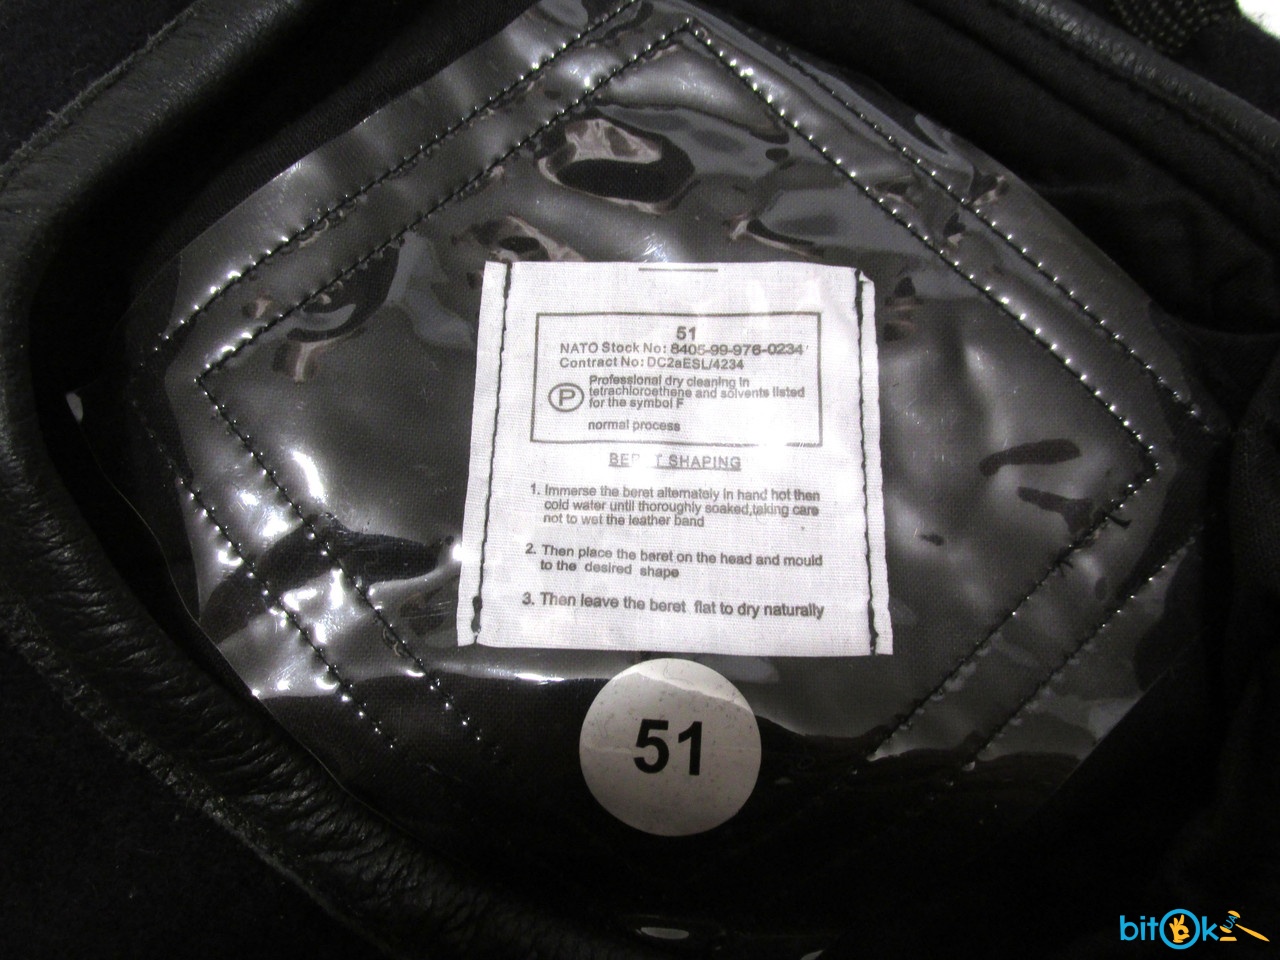 51
NATO Stock No: 8405-99-976-0234
Contract No: DC2aESL/4234
P
Professional dry cleaning in
tetrachloroethene and solvents listed
for the symbol F
normal process
BERET SHAPING
1. Immerse the beret alternately in hand hot then
cold water until thoroughly soaked,taking care
not to wet the leather band
2. Then place the beret on the head and mould
to the desired shape
3. Then leave the beret flat to dry naturally
51
bitOk UA